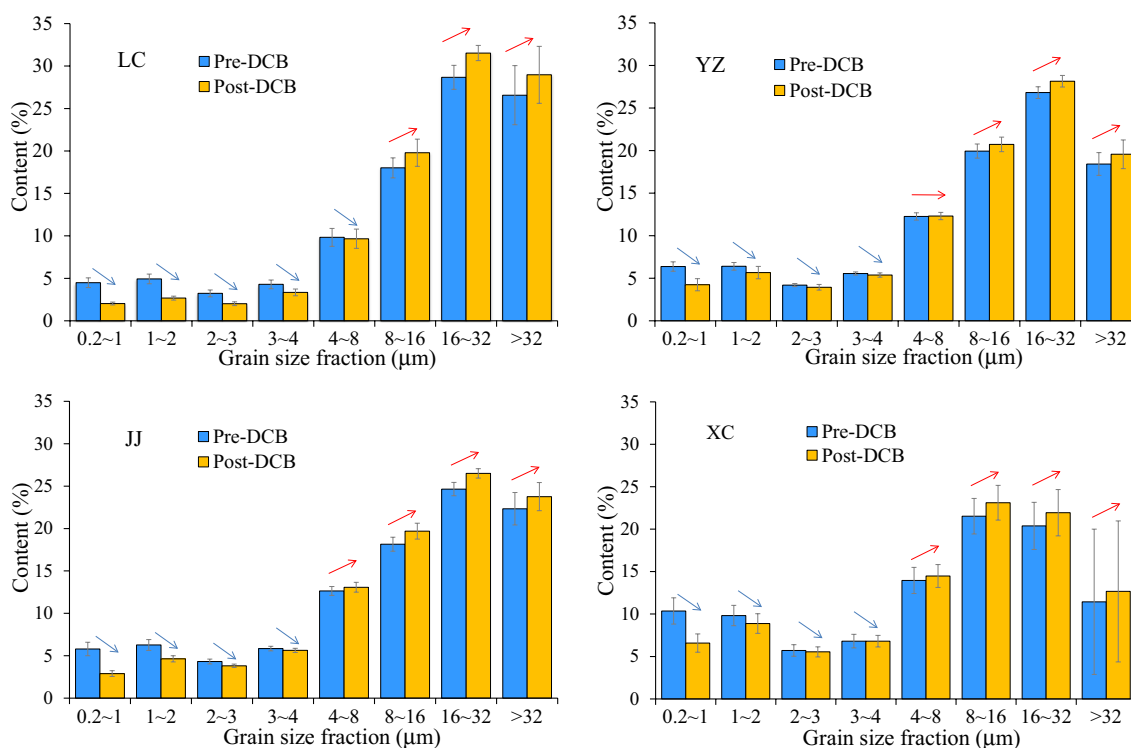 LC
Pre-DCB
Post-DCB
Content (%)
35
30
25
20
15
10
5
0
0.2~1 1~2 2~3 3~4 4~8 8~16 16~32 >32
Grain size fraction (μm)
YZ
Pre-DCB
Post-DCB
Content (%)
35
30
25
20
15
10
5
0
0.2~1 1~2 2~3 3~4 4~8 8~16 16~32 >32
Grain size fraction (μm)
JJ
Pre-DCB
Post-DCB
Content (%)
35
30
25
20
15
10
5
0
0.2~1 1~2 2~3 3~4 4~8 8~16 16~32 >32
Grain size fraction (μm)
XC
Pre-DCB
Post-DCB
Content (%)
35
30
25
20
15
10
5
0
0.2~1 1~2 2~3 3~4 4~8 8~16 16~32 >32
Grain size fraction (μm)